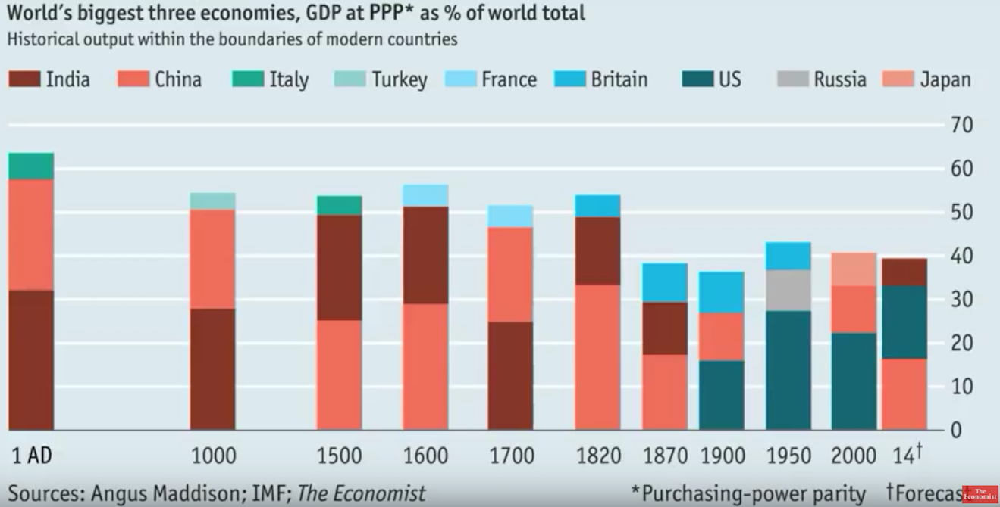 World's biggest three economies, GDP at PPP* as % of world total
Historical output within the boundaries of modern countries
India China Italy Turkey France Britain US Russia Japan
70
60
50
40
30
20
10
0
1 AD 1000 1500 1600 1700 1820 1870 1900 1950 2000 14†
Sources: Angus Maddison; IMF; The Economist *Purchasing-power parity †Forecast
The
Economist